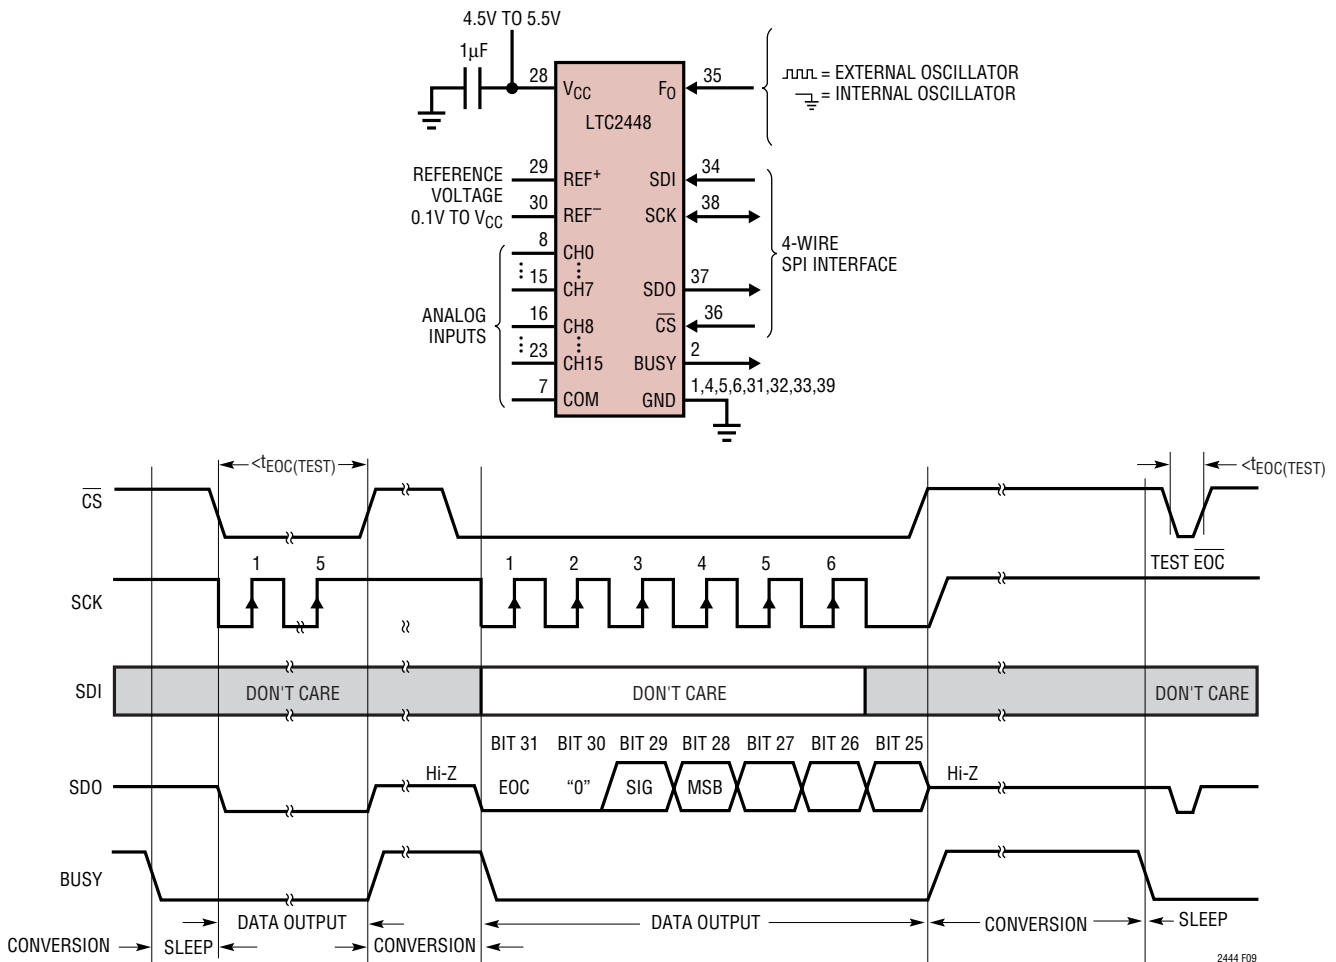 4.5V TO 5.5V
1µF
28
VCC
LTC2448
FO
35
= EXTERNAL OSCILLATOR
= INTERNAL OSCILLATOR
REFERENCE
VOLTAGE
0.1V TO VCC
29
REF+
30
REF–
SDI
34
SCK
38
4-WIRE
SPI INTERFACE
ANALOG
INPUTS
8
CH0
15
CH7
16
CH8
23
CH15
7
COM
SDO
37
CS
36
BUSY
2
GND
1,4,5,6,31,32,33,39
<tEOC(TEST)
<tEOC(TEST)
CS
TEST EOC
SCK
1 5 1 2 3 4 5 6
SDI
DON'T CARE DON'T CARE DON'T CARE
BIT 31 BIT 30 BIT 29 BIT 28 BIT 27 BIT 26 BIT 25
SDO
Hi-Z EOC "0" SIG MSB Hi-Z
BUSY
CONVERSION SLEEP DATA OUTPUT CONVERSION DATA OUTPUT CONVERSION SLEEP
2444 F09